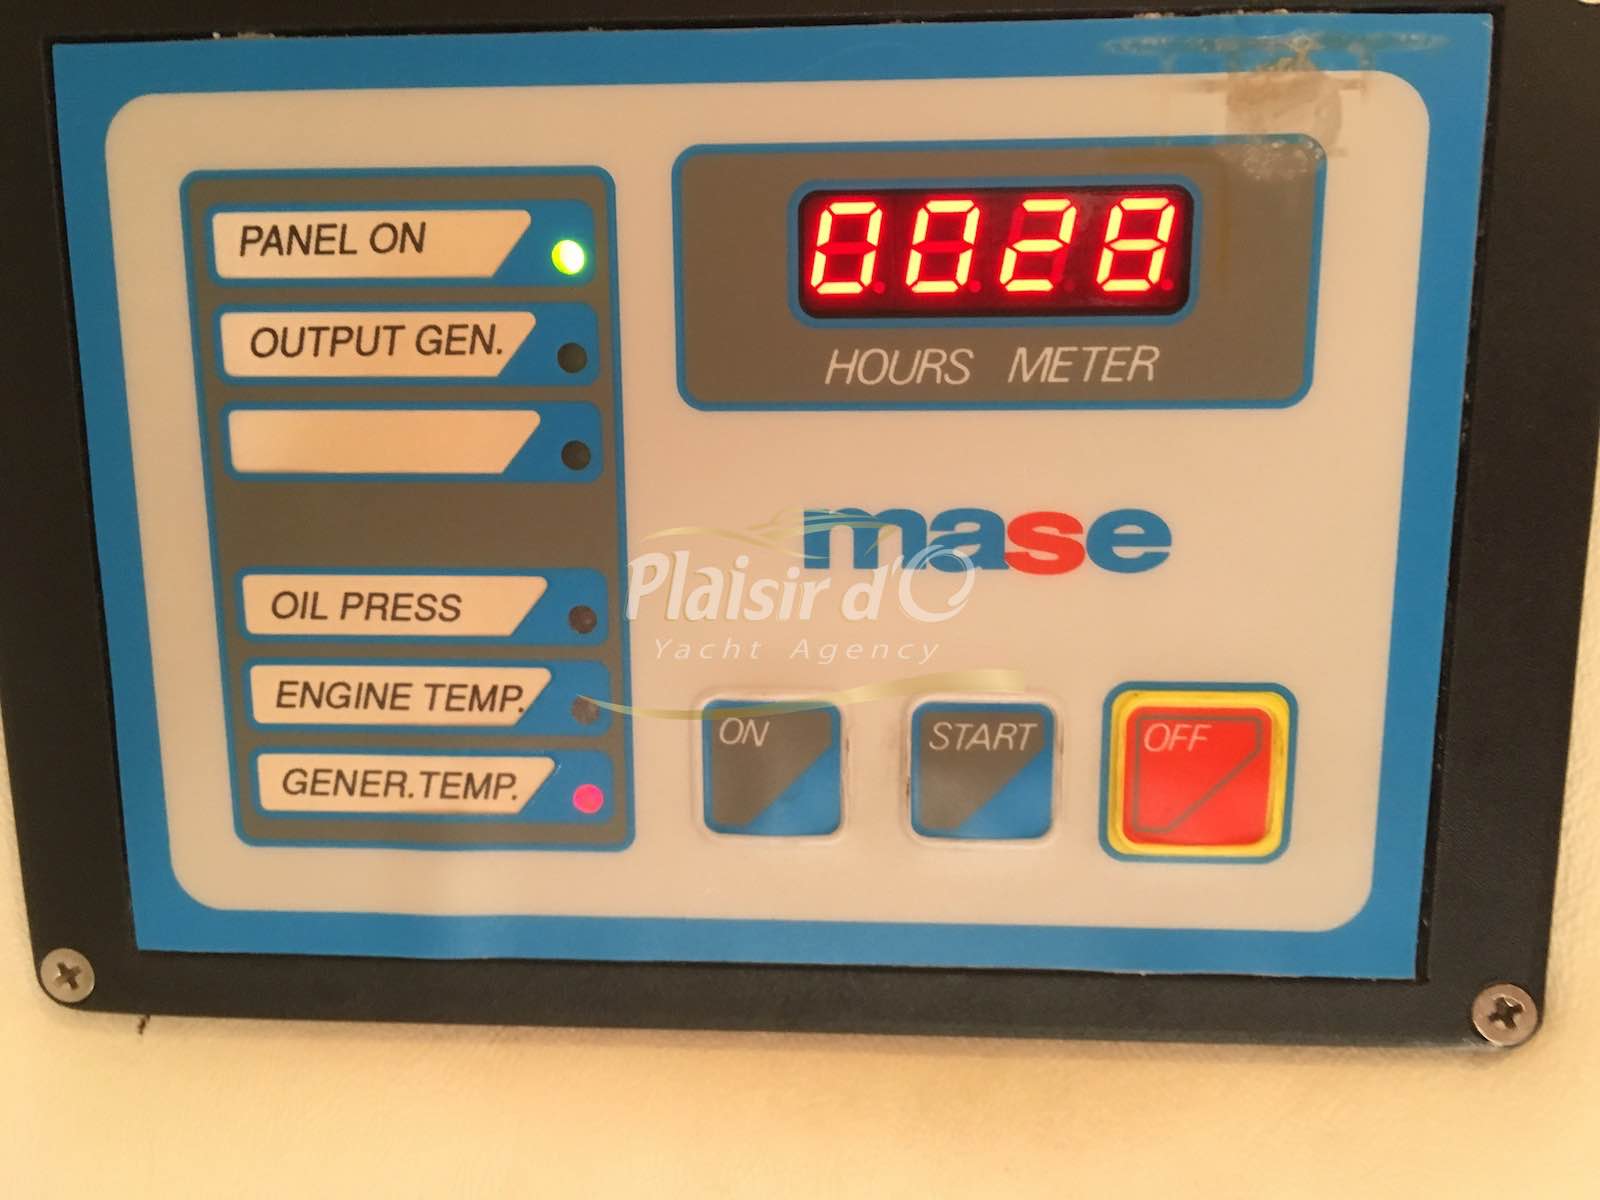 PANEL ON
0028
OUTPUT GEN.
HOURS METER
mase
Plaisir d'O
Yacht Agency
OIL PRESS
ENGINE TEMP.
GENER.TEMP.
ON
START
OFF